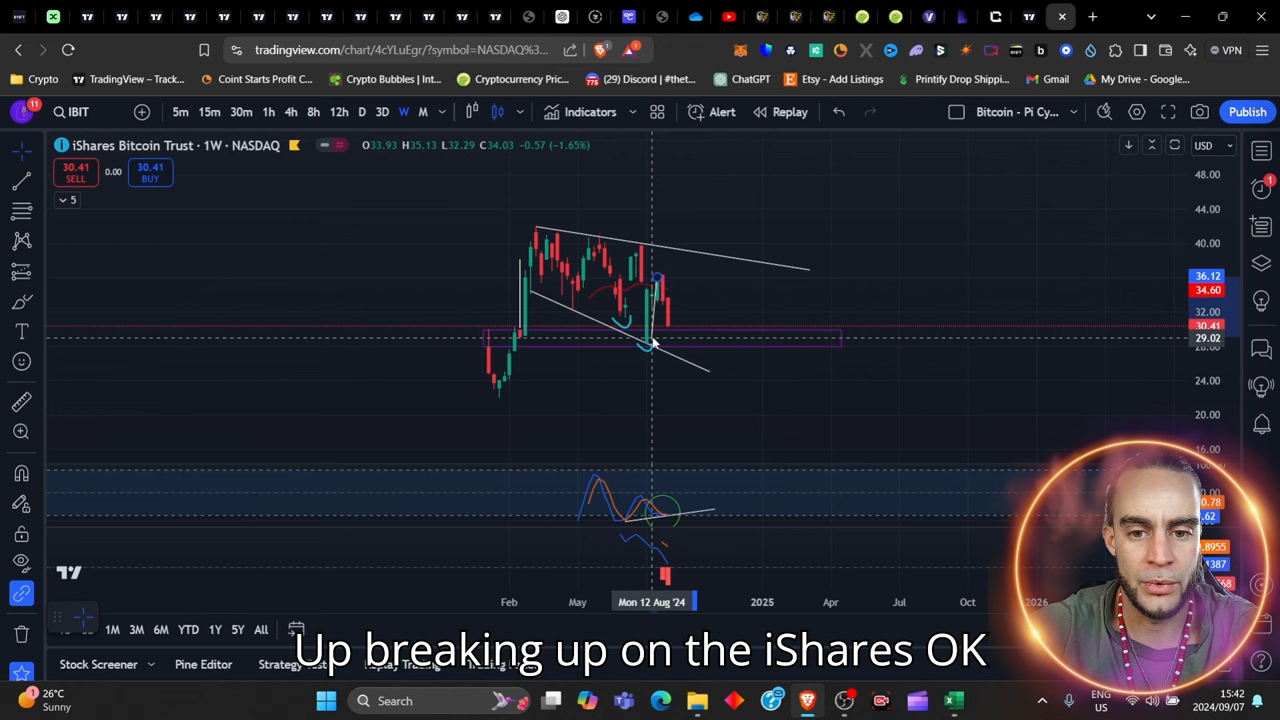 tradingview.com/chart/4cYLuEgr/?symbol=NASDAQ%3...
VPN
Crypto
TradingView – Track...
Coint Starts Profit C...
Crypto Bubbles | Int...
Cryptocurrency Pric...
(29) Discord | #thet...
ChatGPT
Etsy - Add Listings
Printify Drop Shippin...
Gmail
My Drive - Google...
11
IBIT
5m 15m 30m 1h 4h 8h 12h D 3D W M
Indicators
Alert
Replay
Bitcoin - Pi Cy...
Publish
iShares Bitcoin Trust · 1W · NASDAQ
O33.93 H35.13 L32.29 C34.03 -0.57 (-1.65%)
USD
30.41
SELL
0.00
30.41
BUY
5
48.00
44.00
40.00
36.12
34.60
32.00
30.41
29.02
24.00
20.00
16.00
Feb
May
Mon 12 Aug '24
2025
Apr
Jul
Oct
2026
1M 3M 6M YTD 1Y 5Y All
Up breaking up on the iShares OK
Stock Screener
Pine Editor
26°C
Sunny
Search
ENG
US
15:42
2024/09/07